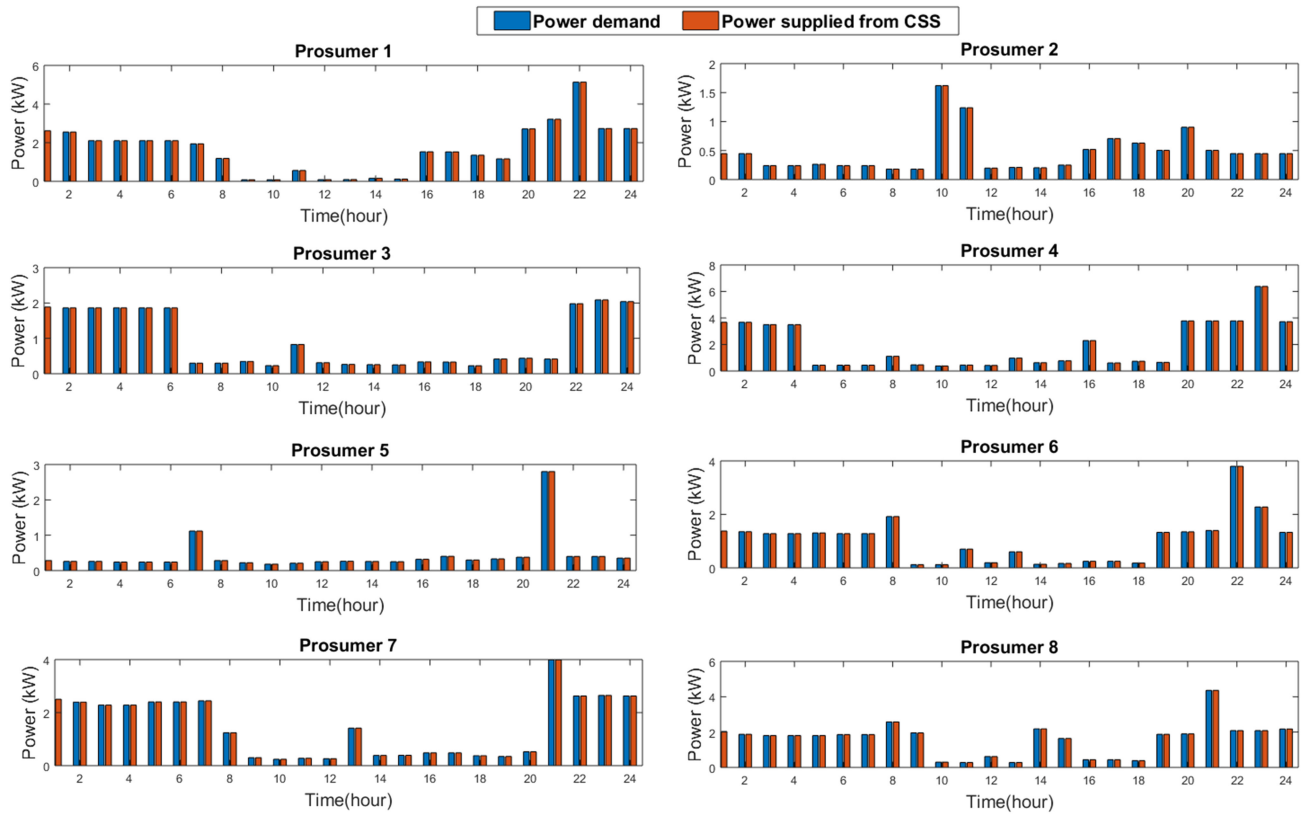 Power demand Power supplied from CSS
Prosumer 1
Power (kW)
6
4
2
0
2 4 6 8 10 12 14 16 18 20 22 24
Time(hour)
Prosumer 2
Power (kW)
2
1.5
1
0.5
0
2 4 6 8 10 12 14 16 18 20 22 24
Time(hour)
Prosumer 3
Power (kW)
3
2
1
0
2 4 6 8 10 12 14 16 18 20 22 24
Time(hour)
Prosumer 4
Power (kW)
8
6
4
2
0
2 4 6 8 10 12 14 16 18 20 22 24
Time(hour)
Prosumer 5
Power (kW)
3
2
1
0
2 4 6 8 10 12 14 16 18 20 22 24
Time(hour)
Prosumer 6
Power (kW)
4
2
0
2 4 6 8 10 12 14 16 18 20 22 24
Time(hour)
Prosumer 7
Power (kW)
4
2
0
2 4 6 8 10 12 14 16 18 20 22 24
Time(hour)
Prosumer 8
Power (kW)
6
4
2
0
2 4 6 8 10 12 14 16 18 20 22 24
Time(hour)